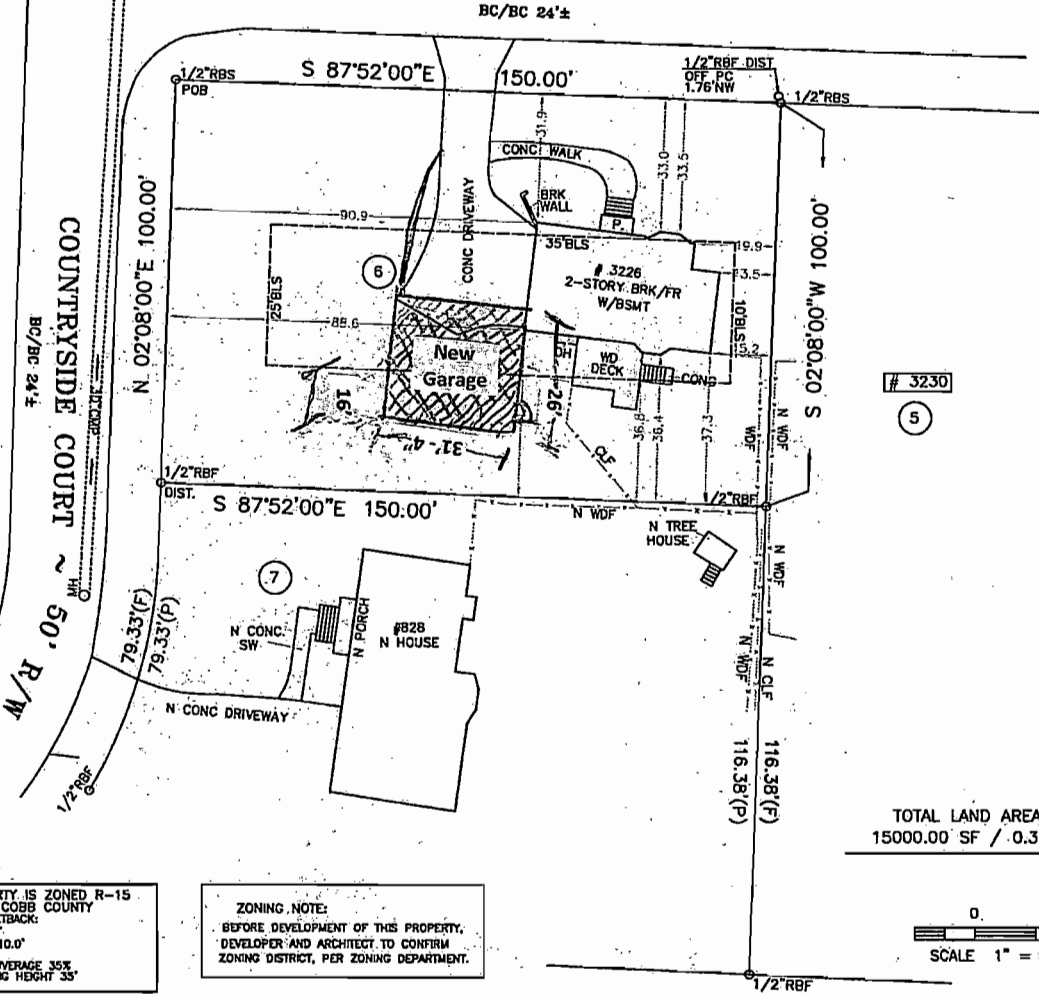 BC/BC 24'±
1/2"RBS
POB
S 87°52'00"E 150.00'
1/2"RBF DIST
OFF PC
1.76'NW
1/2"RBS
31.9
33.0
33.5
CONC WALK
BRK
WALL
P.
CONC DRIVEWAY
90.9
35'BLS
19.9
6
# 3226
2-STORY BRK/FR
W/BSMT
25'BLS
10'BLS
N 02°08'00"E 100.00'
S 02°08'00"W 100.00'
COUNTRYSIDE COURT ~ 50' R/W
BC/BC 24'±
New
Garage
OH
WD
DECK
CONC
16'
31'-4"
26'
36.8
36.4
37.3
CLF
WDF
N WDF
# 3230
5
1/2"RBF
DIST.
S 87°52'00"E 150.00'
1/2"RBF
N WDF
N TREE
HOUSE
HH
7
N CONC.
SW
N PORCH
#828
N HOUSE
N WDF
N WDF
N CLF
79.33'(F)
79.33'(P)
N CONC DRIVEWAY
1/2"RBF
116.38'(P)
116.38'(F)
TOTAL LAND AREA
15000.00 SF / 0.3
RTY IS ZONED R-15
COBB COUNTY
TBACK:
10.0'
VERAGE 35%
G HEIGHT 35'
ZONING NOTE:
BEFORE DEVELOPMENT OF THIS PROPERTY,
DEVELOPER AND ARCHITECT TO CONFIRM
ZONING DISTRICT, PER ZONING DEPARTMENT.
0
SCALE 1" =
1/2"RBF